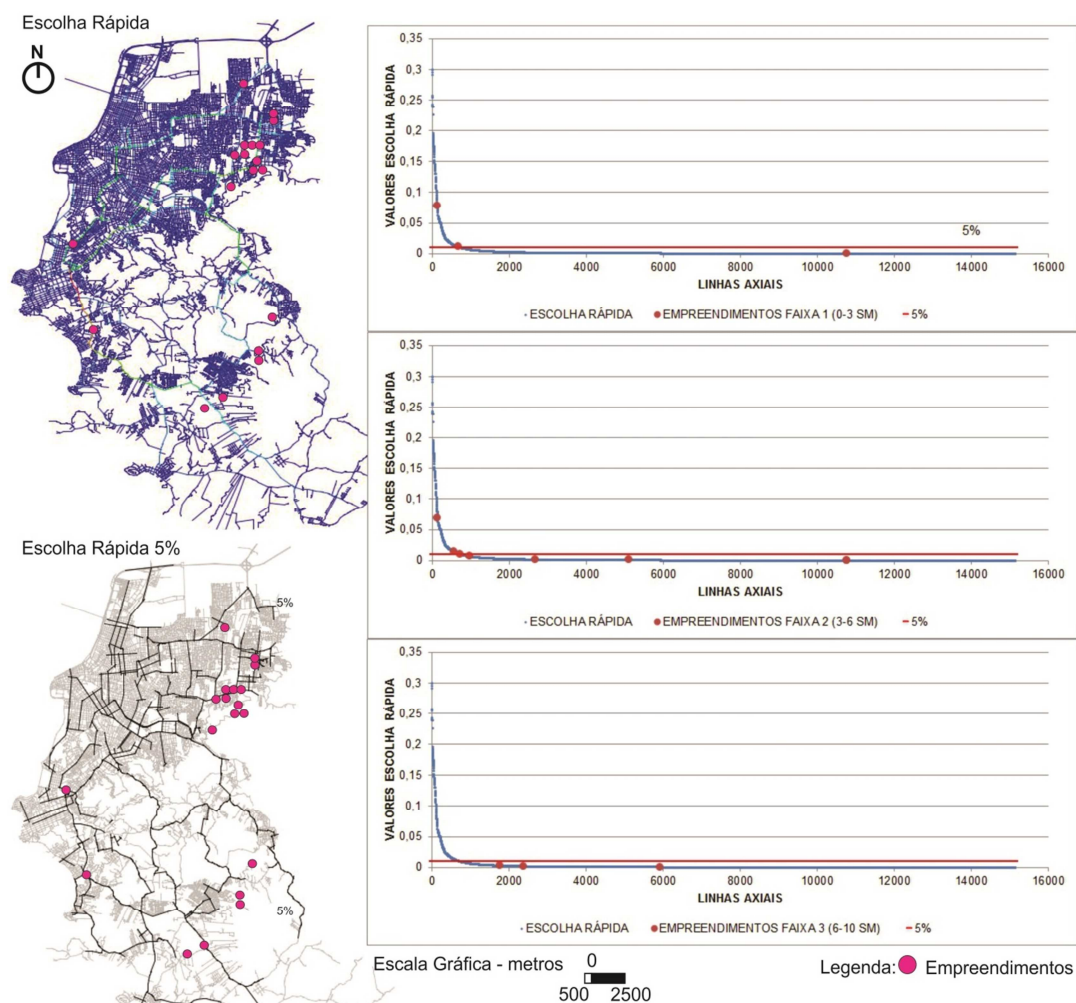 Escolha Rápida
N
Escolha Rápida 5%
5%
5%
VALORES ESCOLHA RÁPIDA
0,35
0,3
0,25
0,2
0,15
0,1
0,05
0
5%
0 2000 4000 6000 8000 10000 12000 14000 16000
LINHAS AXIAIS
ESCOLHA RÁPIDA EMPREENDIMENTOS FAIXA 1 (0-3 SM) 5%
VALORES ESCOLHA RÁPIDA
0,35
0,3
0,25
0,2
0,15
0,1
0,05
0
0 2000 4000 6000 8000 10000 12000 14000 16000
LINHAS AXIAIS
ESCOLHA RÁPIDA EMPREENDIMENTOS FAIXA 2 (3-6 SM) 5%
VALORES ESCOLHA RÁPIDA
0,35
0,3
0,25
0,2
0,15
0,1
0,05
0
0 2000 4000 6000 8000 10000 12000 14000 16000
LINHAS AXIAIS
ESCOLHA RÁPIDA EMPREENDIMENTOS FAIXA 3 (6-10 SM) 5%
Escala Gráfica - metros 0
500 2500
Legenda: Empreendimentos